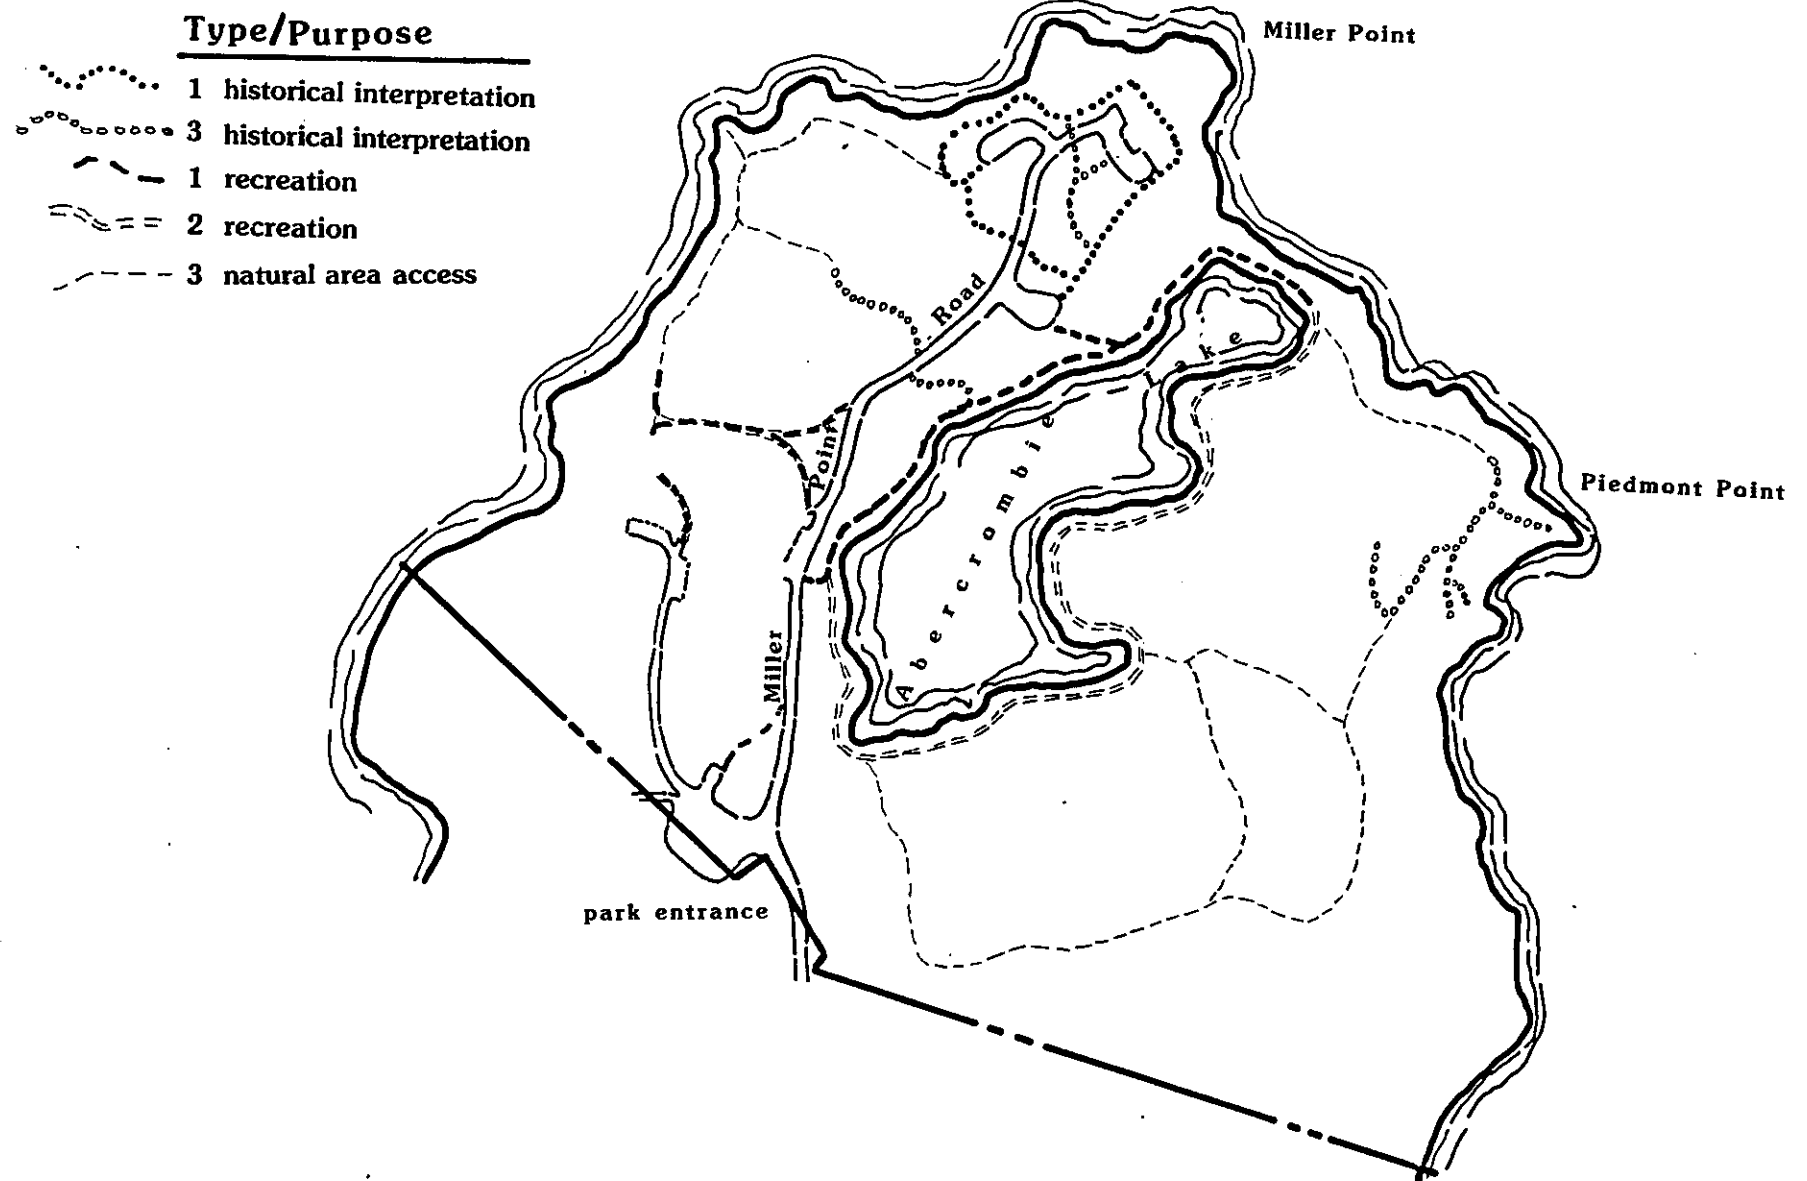 Type/Purpose
1 historical interpretation
3 historical interpretation
1 recreation
2 recreation
3 natural area access
Miller Point
Piedmont Point
Miller Point Road
Abercrombie Lake
park entrance